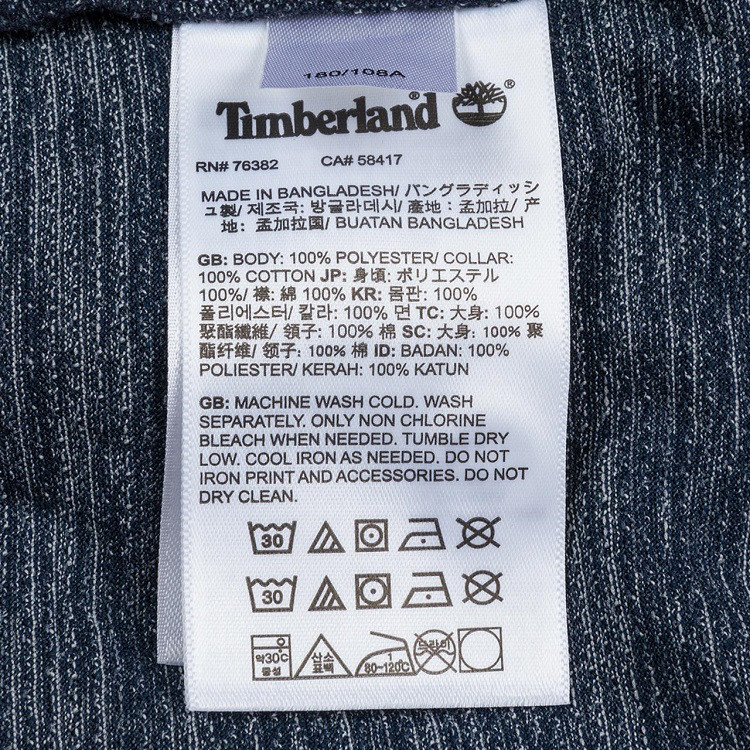 180/108A
Timberland® ®
RN# 76382 CA# 58417
MADE IN BANGLADESH/ バングラディッシ
ュ製/ 제조국: 방글라데시/ 產地：孟加拉/ 产
地：孟加拉国/ BUATAN BANGLADESH
GB: BODY: 100% POLYESTER/ COLLAR:
100% COTTON JP: 身頃: ポリエステル
100%/ 襟: 綿 100% KR: 몸판: 100%
폴리에스터/ 칼라: 100% 면 TC: 大身: 100%
聚酯纖維/ 領子: 100% 棉 SC: 大身: 100% 聚
酯纤维/ 领子: 100% 棉 ID: BADAN: 100%
POLIESTER/ KERAH: 100% KATUN
GB: MACHINE WASH COLD. WASH
SEPARATELY. ONLY NON CHLORINE
BLEACH WHEN NEEDED. TUMBLE DRY
LOW. COOL IRON AS NEEDED. DO NOT
IRON PRINT AND ACCESSORIES. DO NOT
DRY CLEAN.
30
30
약30℃ 산소 1 드라이
중성 표백 80~120℃